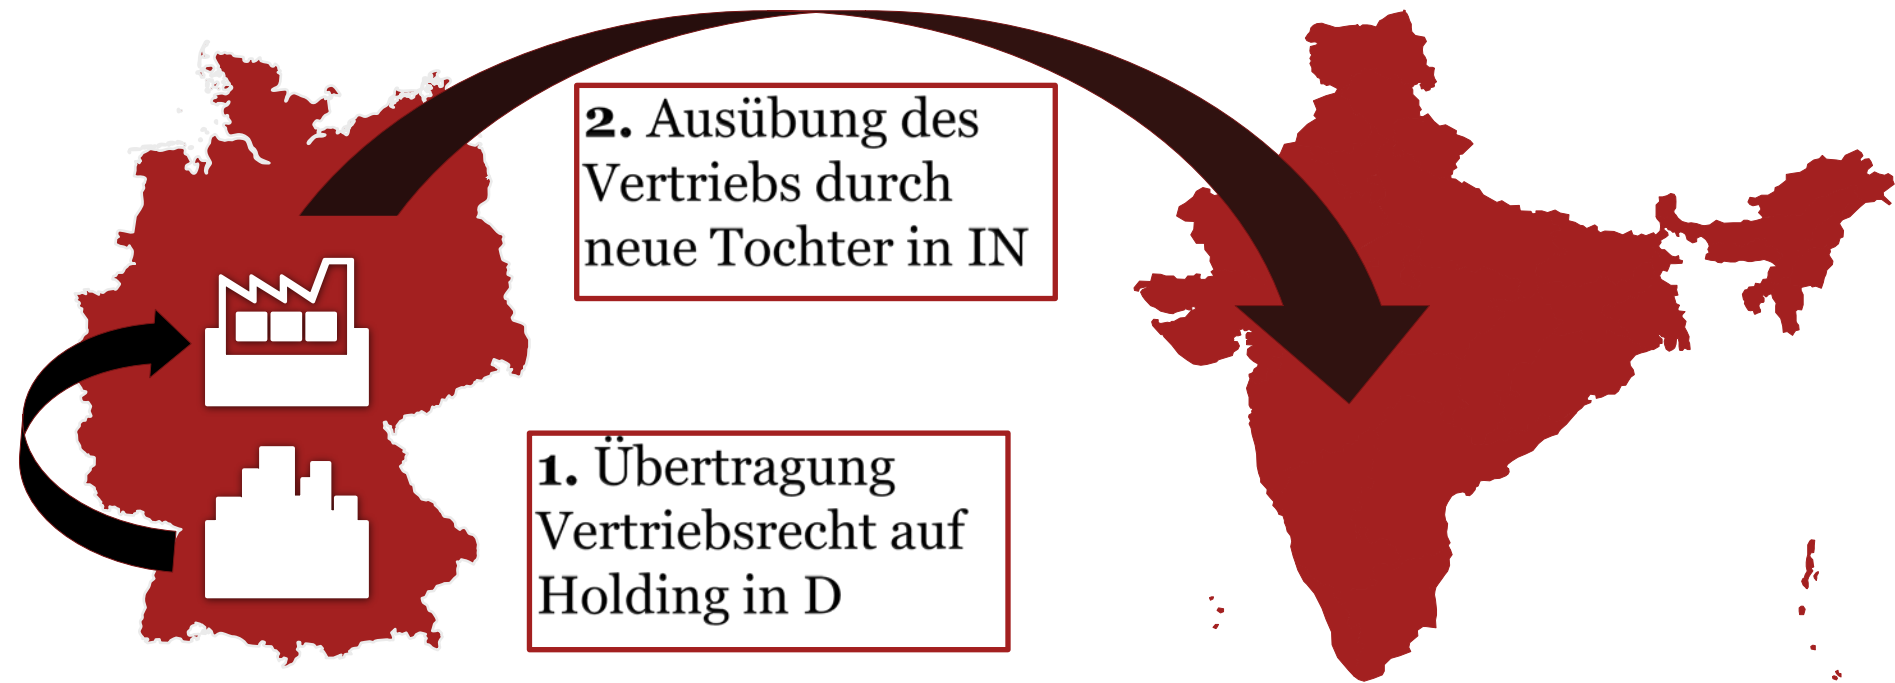 2. Ausübung des
Vertriebs durch
neue Tochter in IN
1. Übertragung
Vertriebsrecht auf
Holding in D